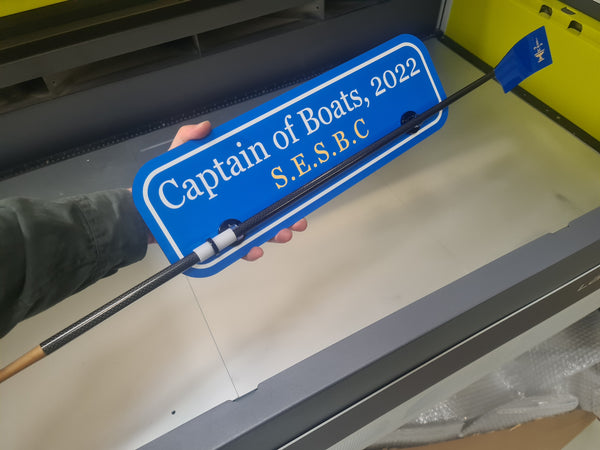 Captain of Boats, 2022
S.E.S.B.C